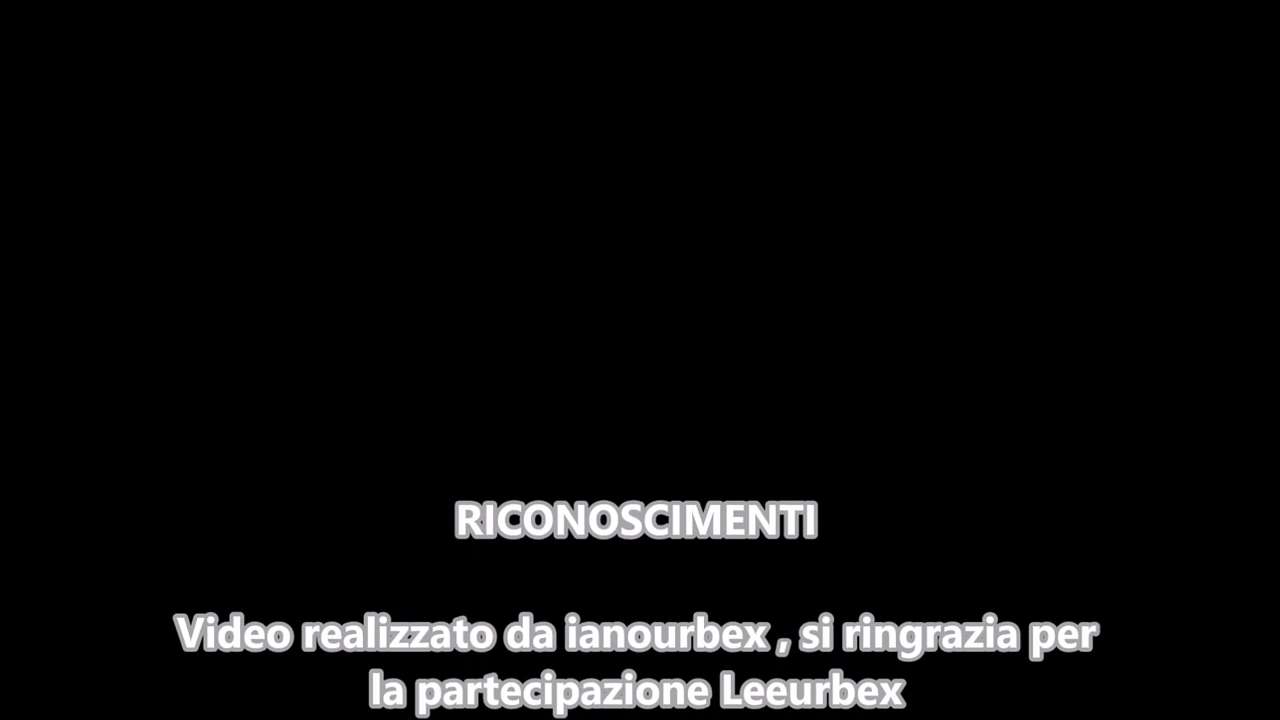 RICONOSCIMENTI
Video realizzato da ianourbex , si ringrazia per
la partecipazione Leeurbex